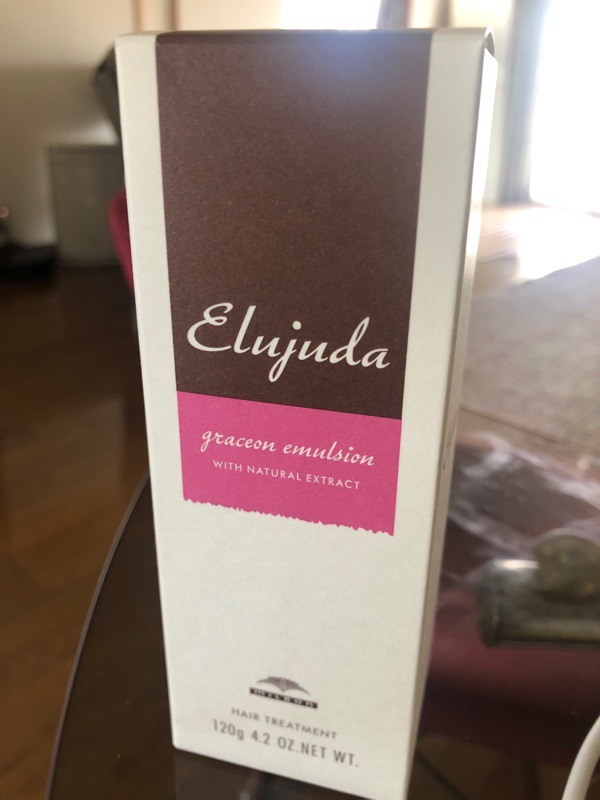 Elujuda
graceon emulsion
WITH NATURAL EXTRACT
milbon
HAIR TREATMENT
120g 4.2 OZ.NET WT.